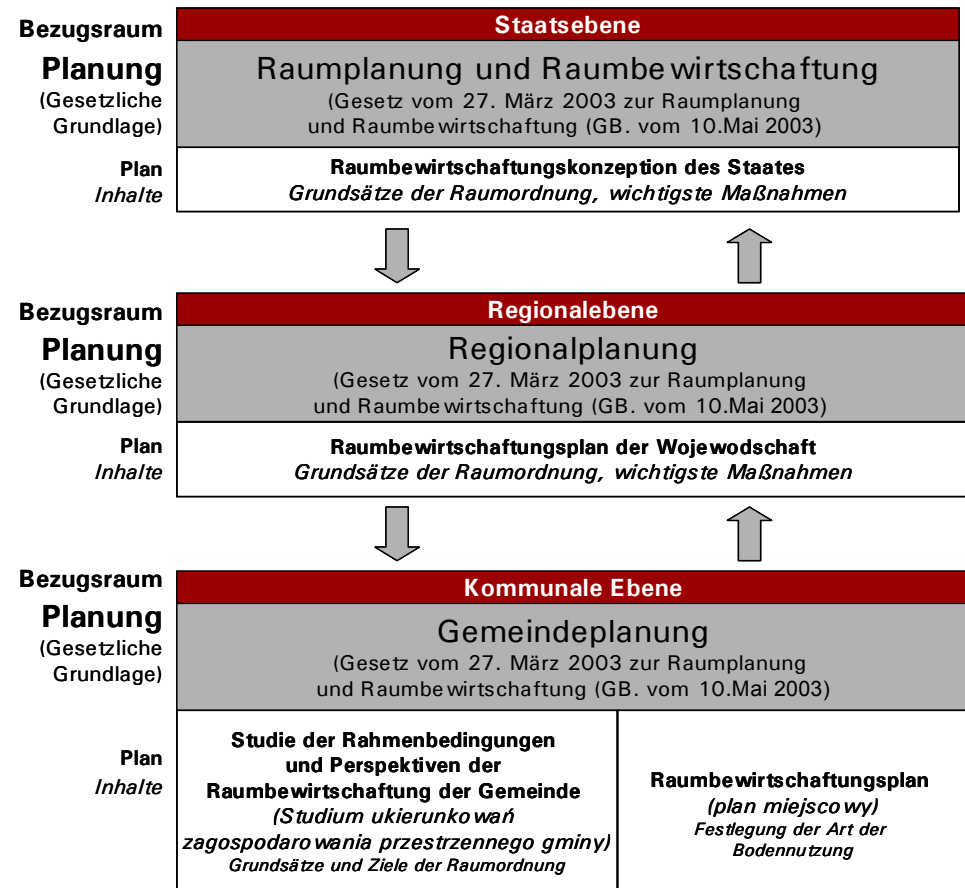 Bezugsraum
Staatsebene
Planung
(Gesetzliche
Grundlage)
Raumplanung und Raumbewirtschaftung
(Gesetz vom 27. März 2003 zur Raumplanung
und Raumbewirtschaftung (GB. vom 10.Mai 2003)
Plan
Inhalte
Raumbewirtschaftungskonzeption des Staates
Grundsätze der Raumordnung, wichtigste Maßnahmen
Bezugsraum
Regionalebene
Planung
(Gesetzliche
Grundlage)
Regionalplanung
(Gesetz vom 27. März 2003 zur Raumplanung
und Raumbewirtschaftung (GB. vom 10.Mai 2003)
Plan
Inhalte
Raumbewirtschaftungsplan der Wojewodschaft
Grundsätze der Raumordnung, wichtigste Maßnahmen
Bezugsraum
Kommunale Ebene
Planung
(Gesetzliche
Grundlage)
Gemeindeplanung
(Gesetz vom 27. März 2003 zur Raumplanung
und Raumbewirtschaftung (GB. vom 10.Mai 2003)
Plan
Inhalte
Studie der Rahmenbedingungen
und Perspektiven der
Raumbewirtschaftung der Gemeinde
(Studium ukierunkowań
zagospodarowania przestrzennego gminy)
Grundsätze und Ziele der Raumordnung
Raumbewirtschaftungsplan
(plan miejscowy)
Festlegung der Art der
Bodennutzung